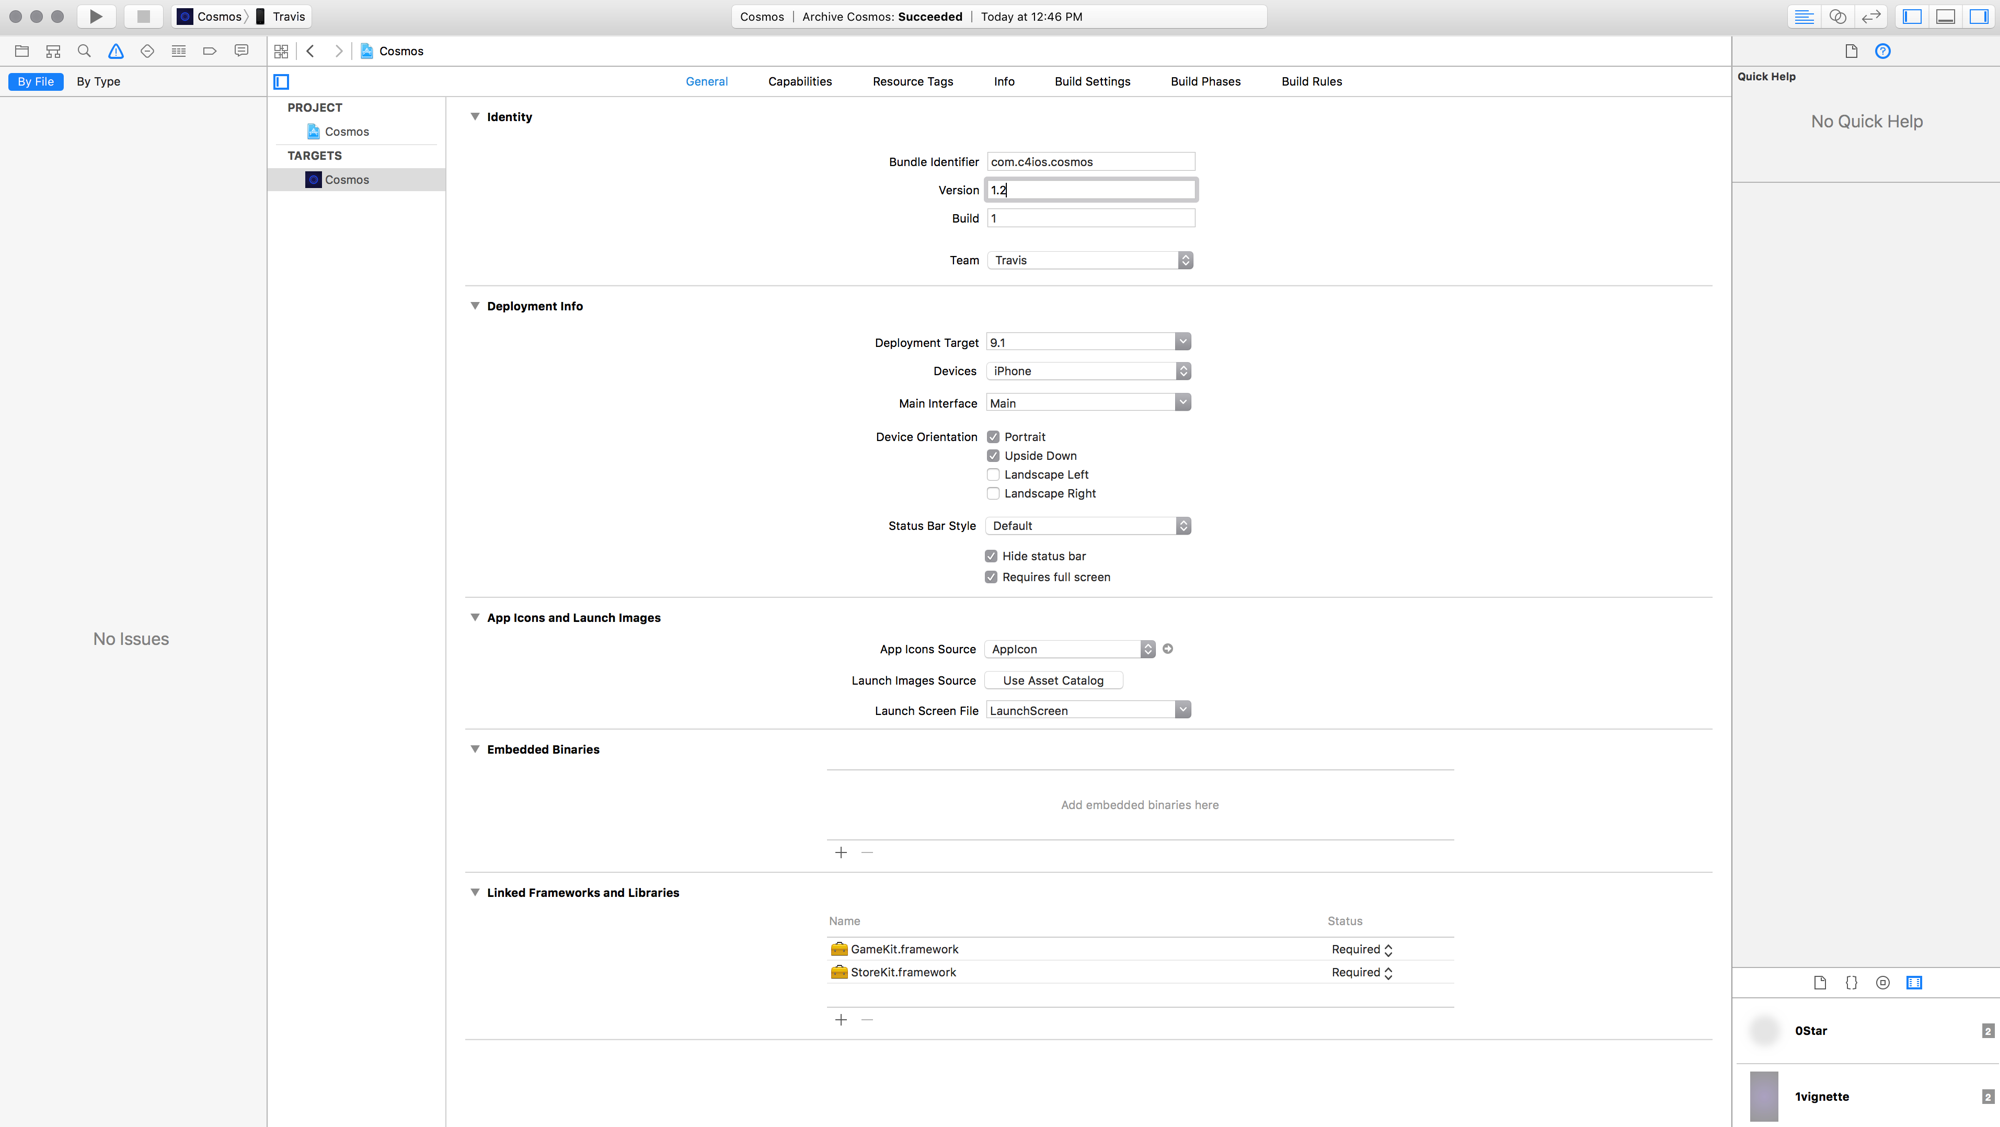 Cosmos Travis
Cosmos | Archive Cosmos: Succeeded | Today at 12:46 PM
Cosmos
By File By Type
General Capabilities Resource Tags Info Build Settings Build Phases Build Rules
Quick Help
No Quick Help
PROJECT
Cosmos
TARGETS
Cosmos
No Issues
Identity
Bundle Identifier com.c4ios.cosmos
Version 1.2
Build 1
Team Travis
Deployment Info
Deployment Target 9.1
Devices iPhone
Main Interface Main
Device Orientation Portrait
Upside Down
Landscape Left
Landscape Right
Status Bar Style Default
Hide status bar
Requires full screen
App Icons and Launch Images
App Icons Source AppIcon
Launch Images Source Use Asset Catalog
Launch Screen File LaunchScreen
Embedded Binaries
Add embedded binaries here
Linked Frameworks and Libraries
Name Status
GameKit.framework Required
StoreKit.framework Required
0Star 2
1vignette 2